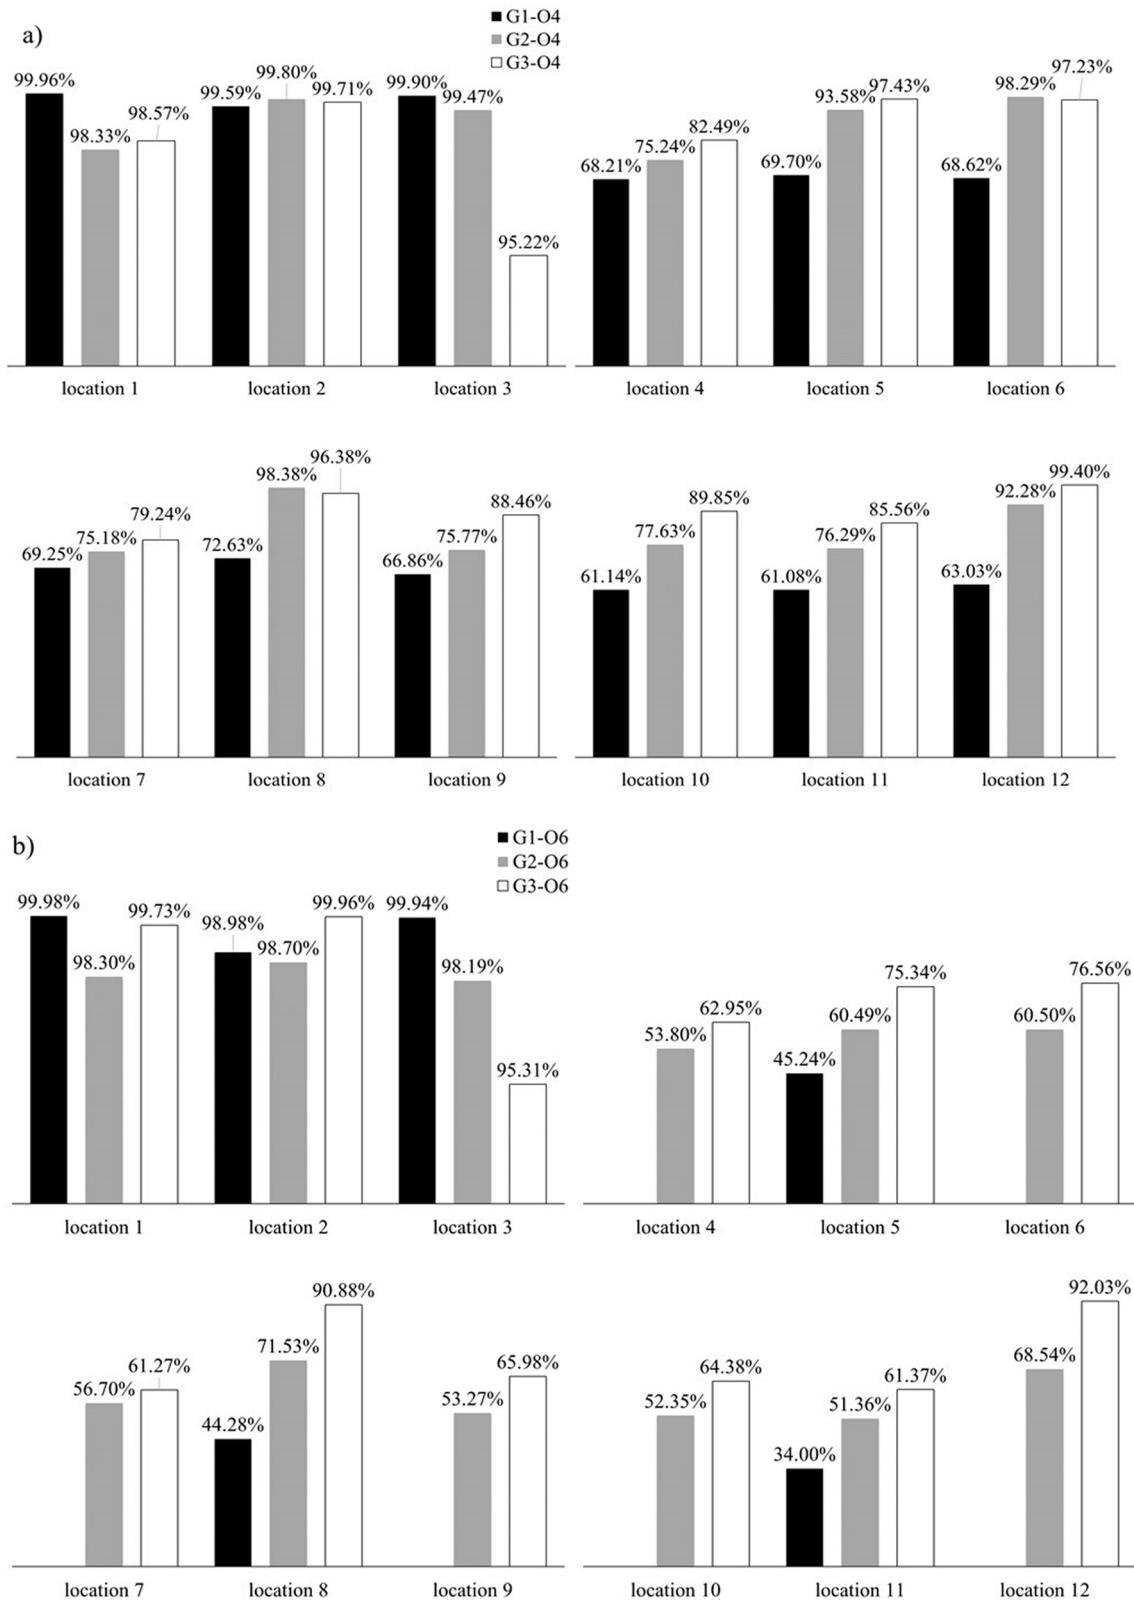 a)
G1-O4
G2-O4
G3-O4
99.96% 98.33% 98.57% 99.59% 99.80% 99.71% 99.90% 99.47% 95.22%
location 1 location 2 location 3
68.21% 75.24% 82.49% 69.70% 93.58% 97.43% 68.62% 98.29% 97.23%
location 4 location 5 location 6
69.25% 75.18% 79.24% 72.63% 98.38% 96.38% 66.86% 75.77% 88.46%
location 7 location 8 location 9
61.14% 77.63% 89.85% 61.08% 76.29% 85.56% 63.03% 92.28% 99.40%
location 10 location 11 location 12
b)
G1-O6
G2-O6
G3-O6
99.98% 98.30% 99.73% 98.98% 98.70% 99.96% 99.94% 98.19% 95.31%
location 1 location 2 location 3
53.80% 62.95% 45.24% 60.49% 75.34% 60.50% 76.56%
location 4 location 5 location 6
56.70% 61.27% 44.28% 71.53% 90.88% 53.27% 65.98%
location 7 location 8 location 9
52.35% 64.38% 34.00% 51.36% 61.37% 68.54% 92.03%
location 10 location 11 location 12